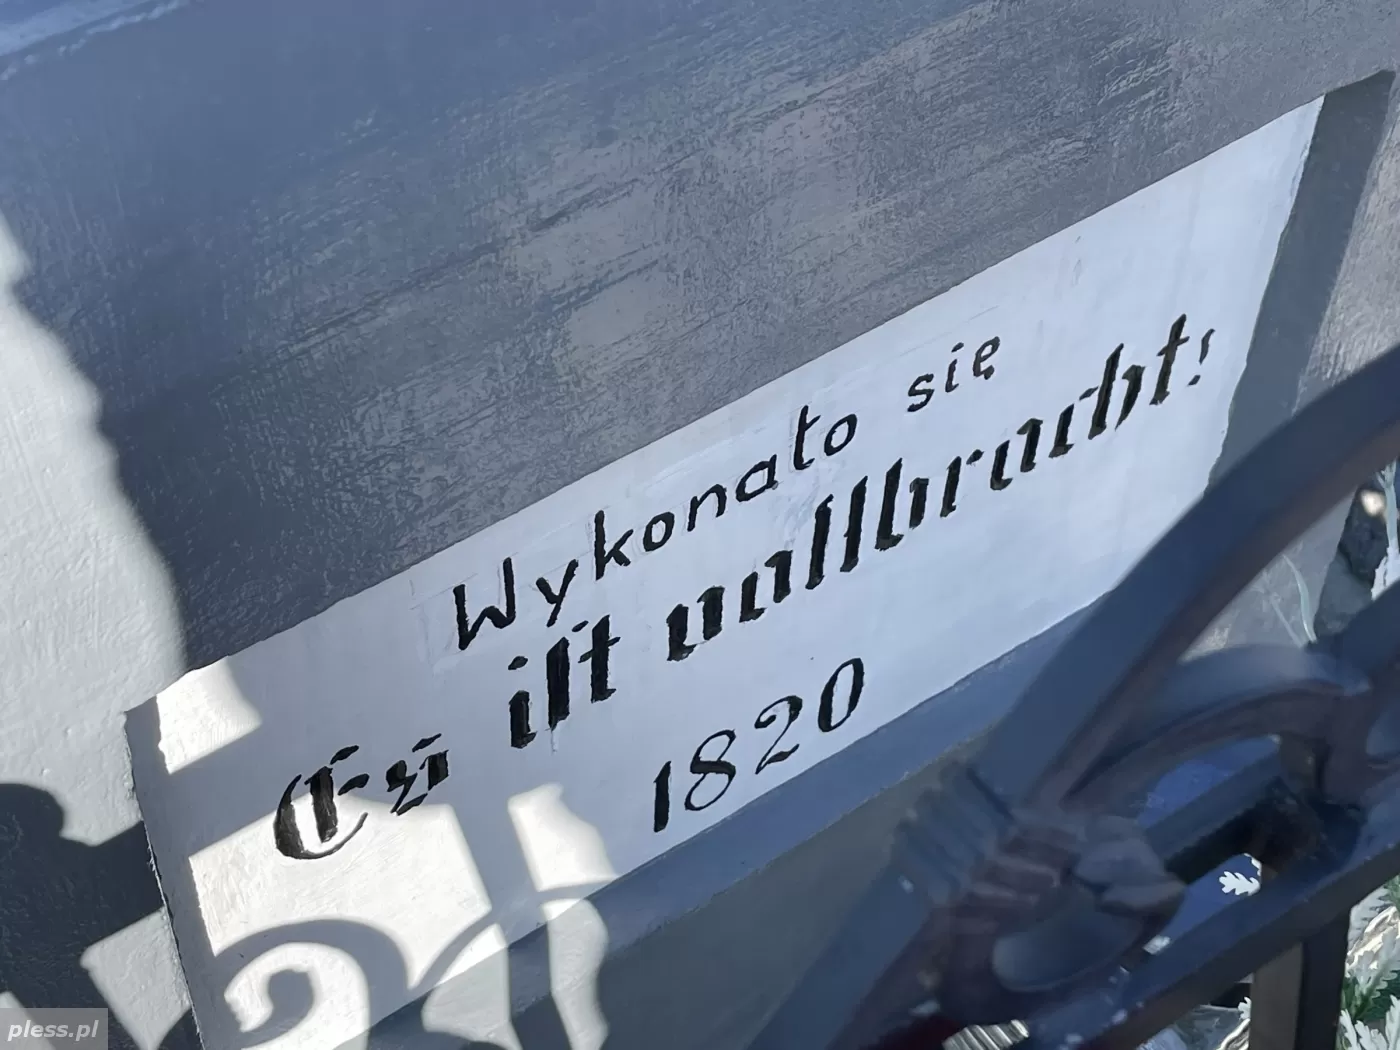 Wykonało się
Es ist vollbracht!
1820
pless.pl